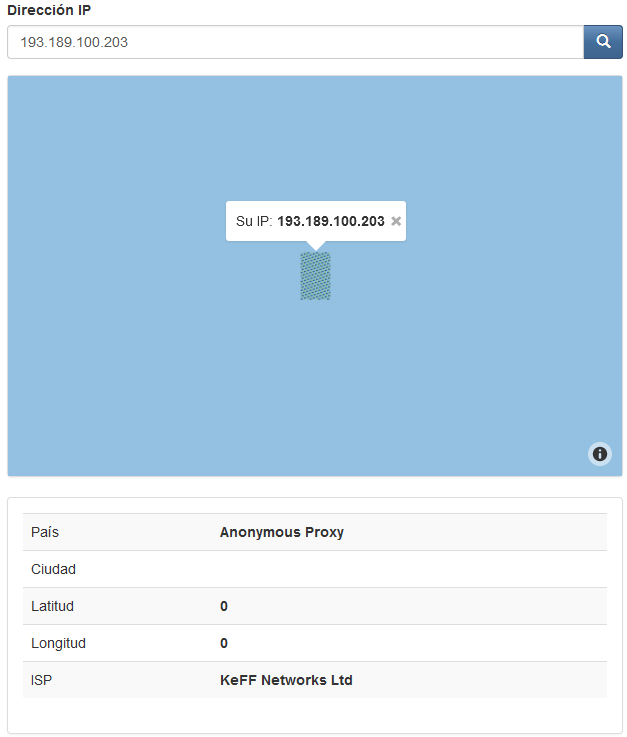 Dirección IP
193.189.100.203
Su IP: 193.189.100.203 ×
País Anonymous Proxy
Ciudad
Latitud 0
Longitud 0
ISP KeFF Networks Ltd